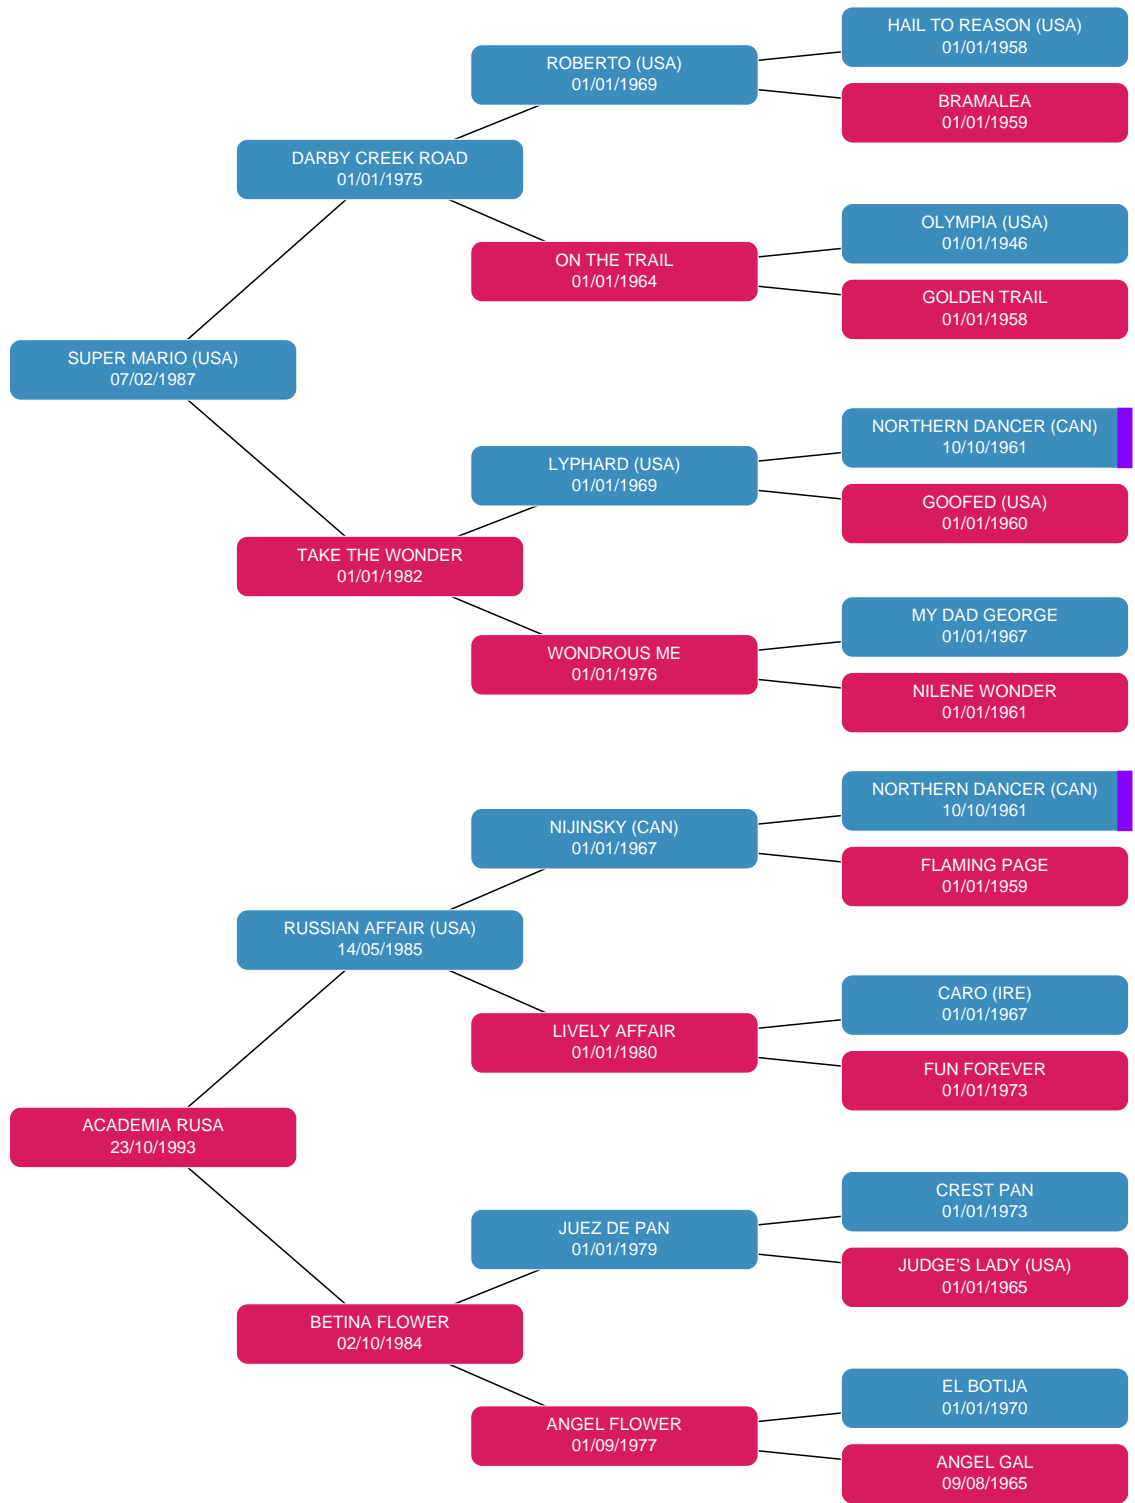 HAIL TO REASON (USA)
01/01/1958
ROBERTO (USA)
01/01/1969
BRAMALEA
01/01/1959
DARBY CREEK ROAD
01/01/1975
OLYMPIA (USA)
01/01/1946
ON THE TRAIL
01/01/1964
GOLDEN TRAIL
01/01/1958
SUPER MARIO (USA)
07/02/1987
NORTHERN DANCER (CAN)
10/10/1961
LYPHARD (USA)
01/01/1969
GOOFED (USA)
01/01/1960
TAKE THE WONDER
01/01/1982
MY DAD GEORGE
01/01/1967
WONDROUS ME
01/01/1976
NILENE WONDER
01/01/1961
NORTHERN DANCER (CAN)
10/10/1961
NIJINSKY (CAN)
01/01/1967
FLAMING PAGE
01/01/1959
RUSSIAN AFFAIR (USA)
14/05/1985
CARO (IRE)
01/01/1967
LIVELY AFFAIR
01/01/1980
FUN FOREVER
01/01/1973
ACADEMIA RUSA
23/10/1993
CREST PAN
01/01/1973
JUEZ DE PAN
01/01/1979
JUDGE'S LADY (USA)
01/01/1965
BETINA FLOWER
02/10/1984
EL BOTIJA
01/01/1970
ANGEL FLOWER
01/09/1977
ANGEL GAL
09/08/1965